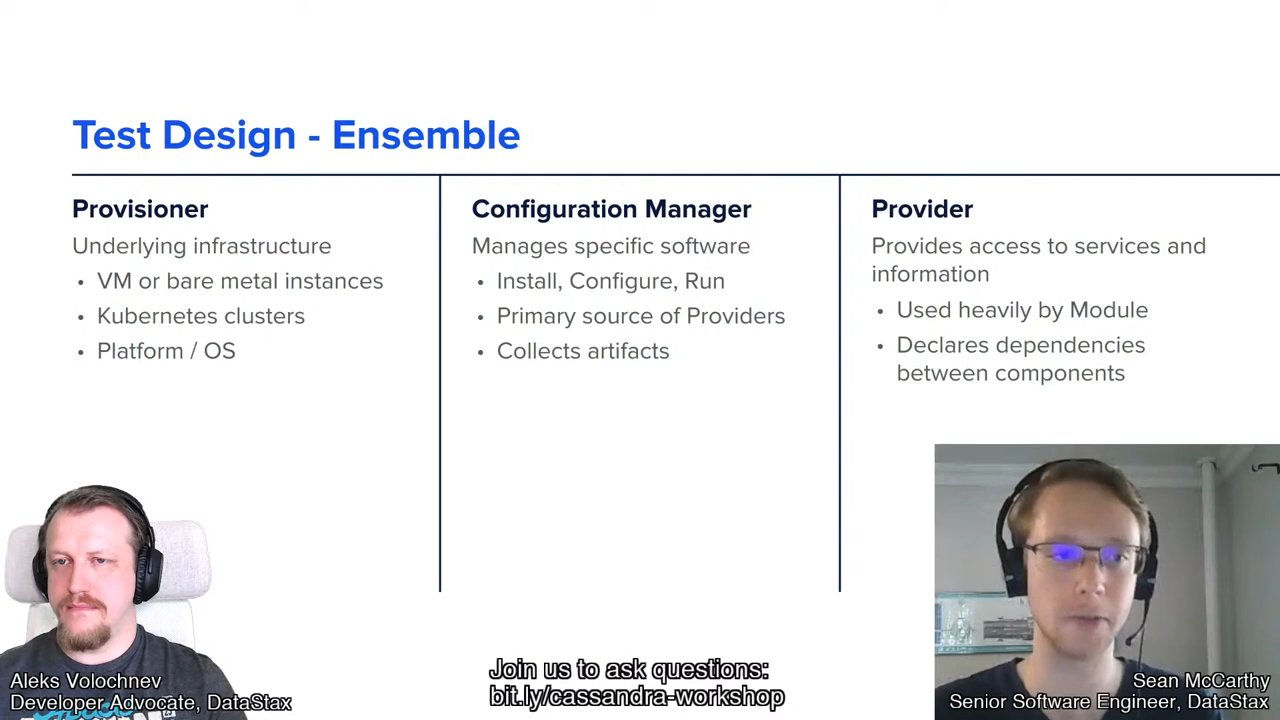 Test Design - Ensemble
Provisioner
Underlying infrastructure
• VM or bare metal instances
• Kubernetes clusters
• Platform / OS
Configuration Manager
Manages specific software
• Install, Configure, Run
• Primary source of Providers
• Collects artifacts
Provider
Provides access to services and
information
• Used heavily by Module
• Declares dependencies
between components
Aleks Volochnev
Developer Advocate, DataStax
Join us to ask questions:
bit.ly/cassandra-workshop
Sean McCarthy
Senior Software Engineer, DataStax